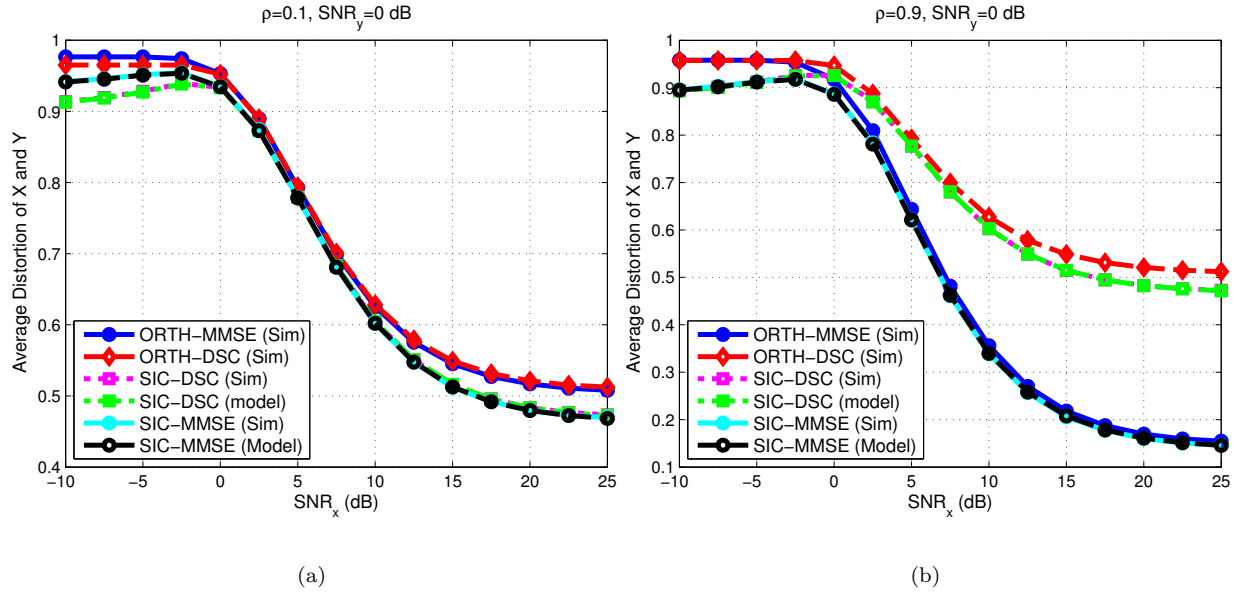 ρ=0.1, SNR_y=0 dB
Average Distortion of X and Y
1
0.9
0.8
0.7
0.6
0.5
0.4
ORTH−MMSE (Sim)
ORTH−DSC (Sim)
SIC−DSC (Sim)
SIC−DSC (model)
SIC−MMSE (Sim)
SIC−MMSE (Model)
−10 −5 0 5 10 15 20 25
SNR_x (dB)
(a)
ρ=0.9, SNR_y=0 dB
Average Distortion of X and Y
1
0.9
0.8
0.7
0.6
0.5
0.4
0.3
0.2
0.1
ORTH−MMSE (Sim)
ORTH−DSC (Sim)
SIC−DSC (Sim)
SIC−DSC (model)
SIC−MMSE (Sim)
SIC−MMSE (Model)
−10 −5 0 5 10 15 20 25
SNR_x (dB)
(b)